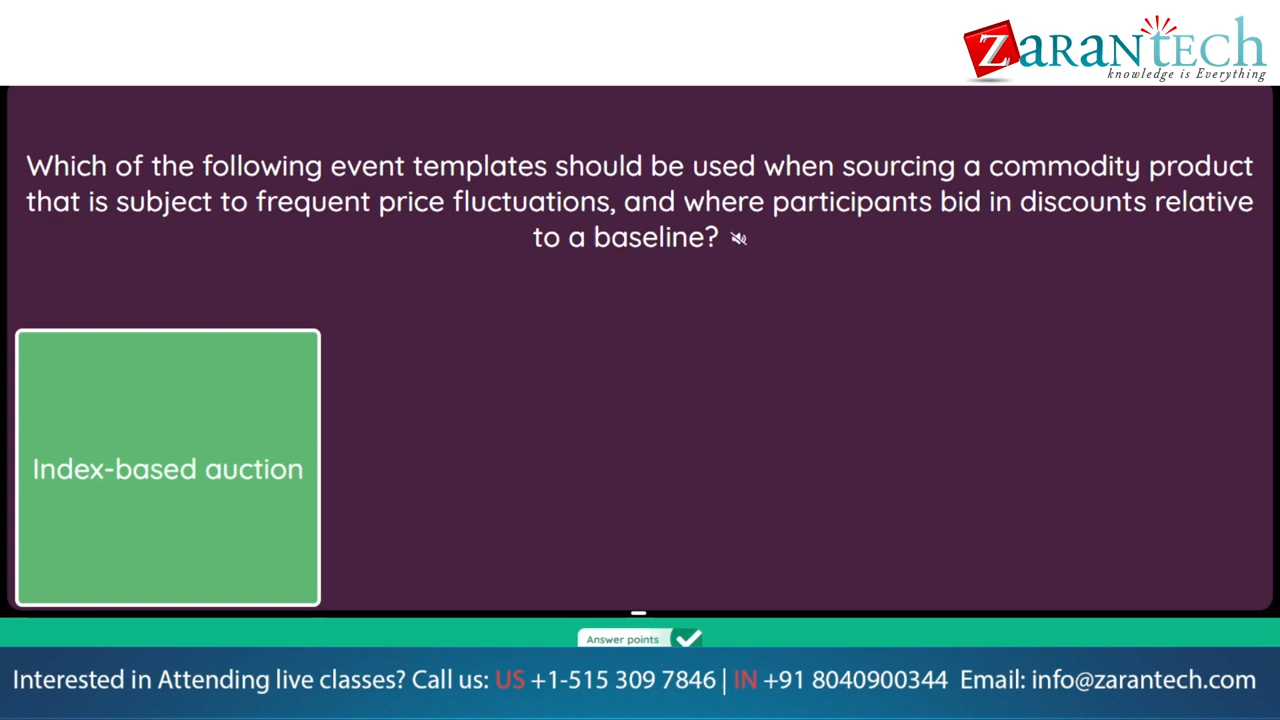 ZaranTech
knowledge is Everything
Which of the following event templates should be used when sourcing a commodity product
that is subject to frequent price fluctuations, and where participants bid in discounts relative
to a baseline?
Index-based auction
Answer points
Interested in Attending live classes? Call us: US +1-515 309 7846 | IN +91 8040900344 Email: info@zarantech.com